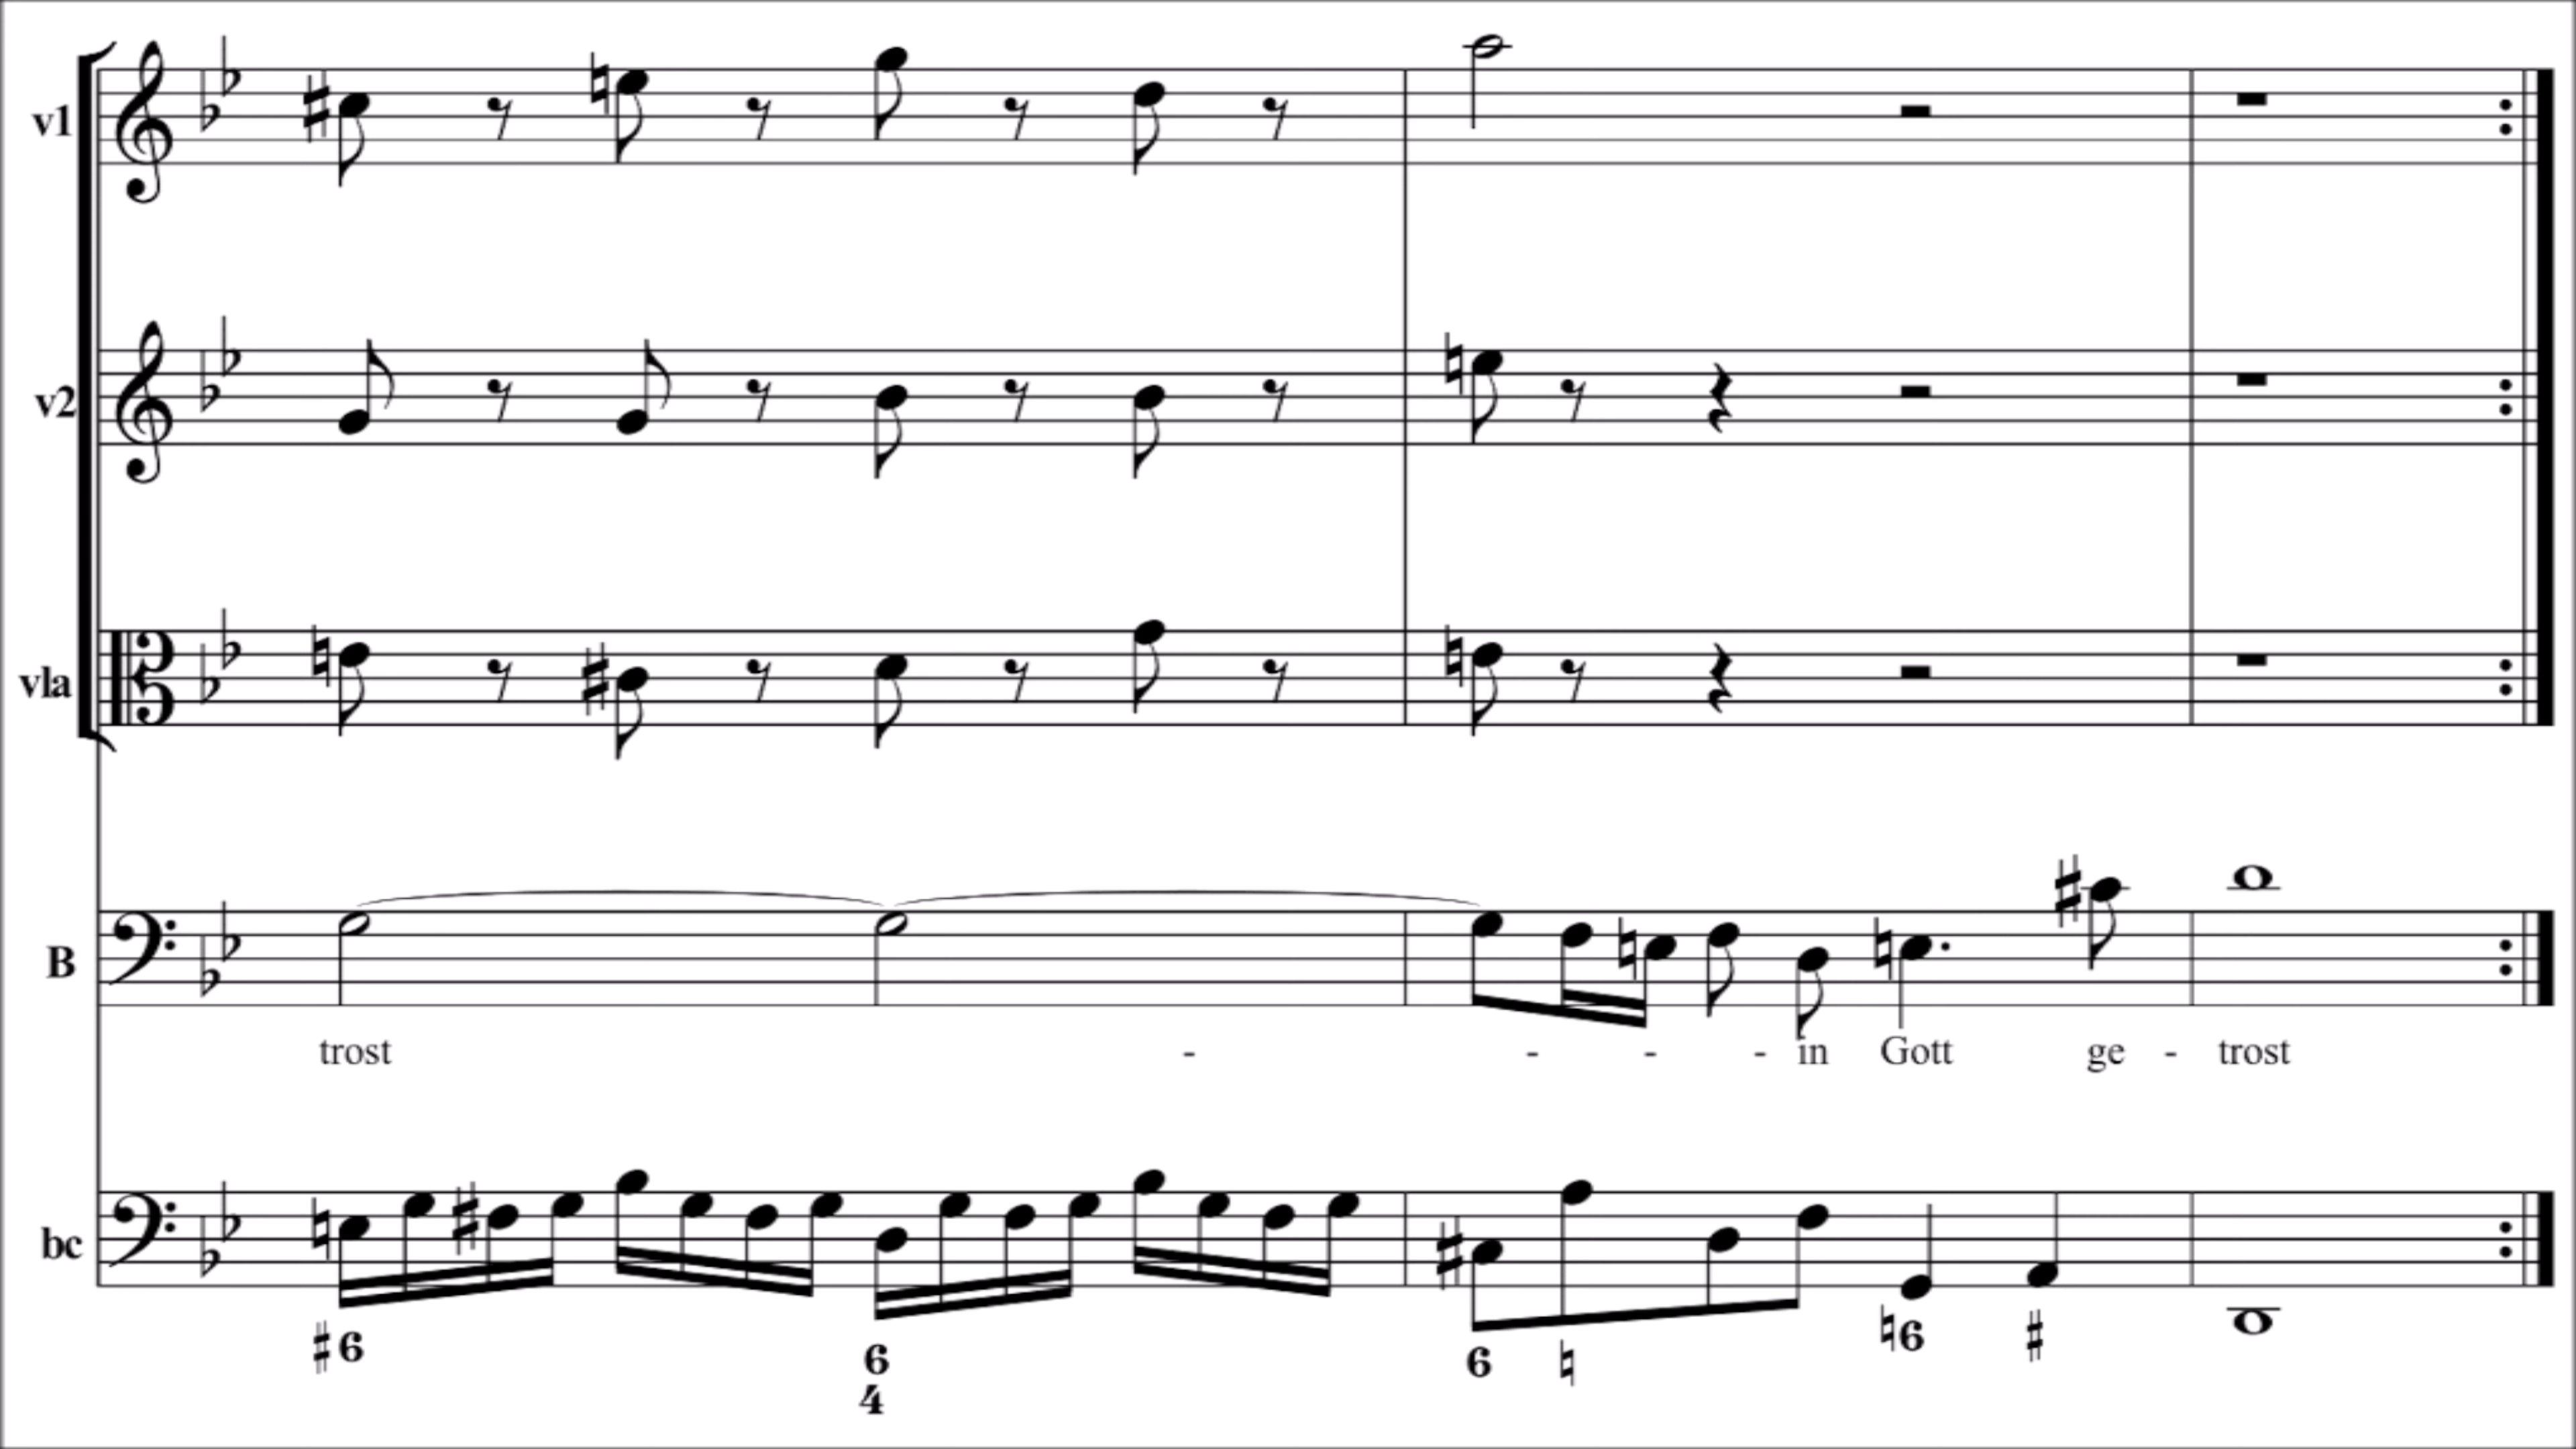 v1
v2
vla
B
trost - - - - in Gott ge - trost
bc
♯6 6 6 ♮ ♮6 ♯
4